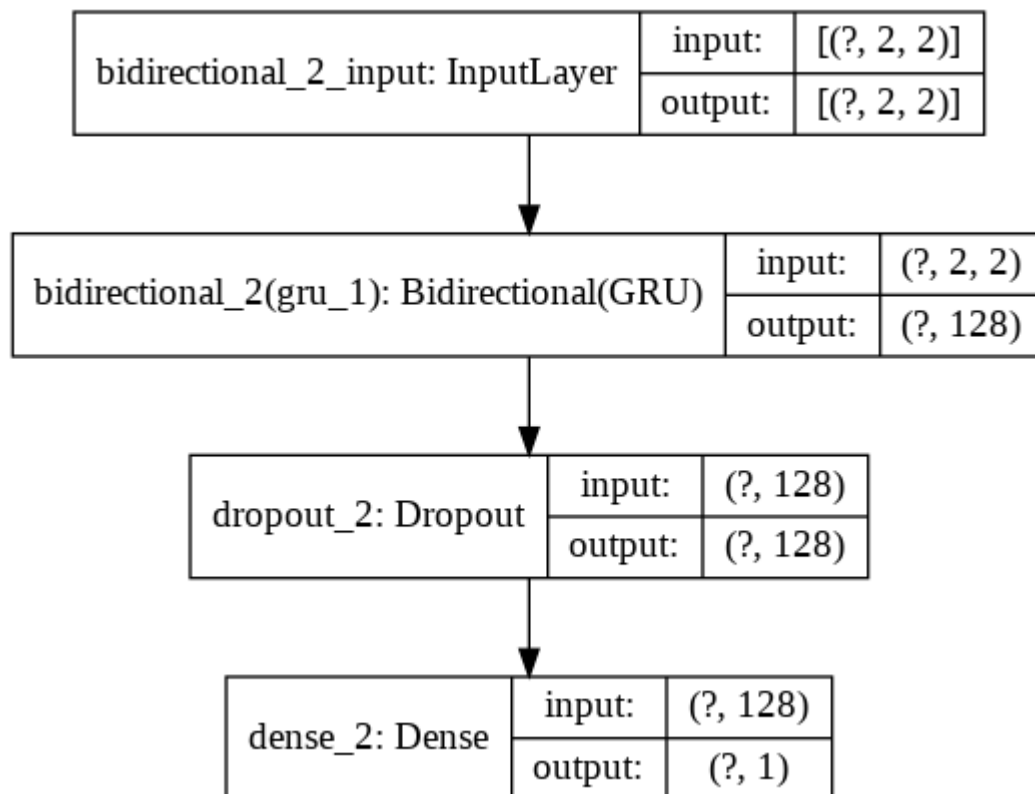 bidirectional_2_input: InputLayer
input: [(?, 2, 2)]
output: [(?, 2, 2)]
bidirectional_2(gru_1): Bidirectional(GRU)
input: (?, 2, 2)
output: (?, 128)
dropout_2: Dropout
input: (?, 128)
output: (?, 128)
dense_2: Dense
input: (?, 128)
output: (?, 1)